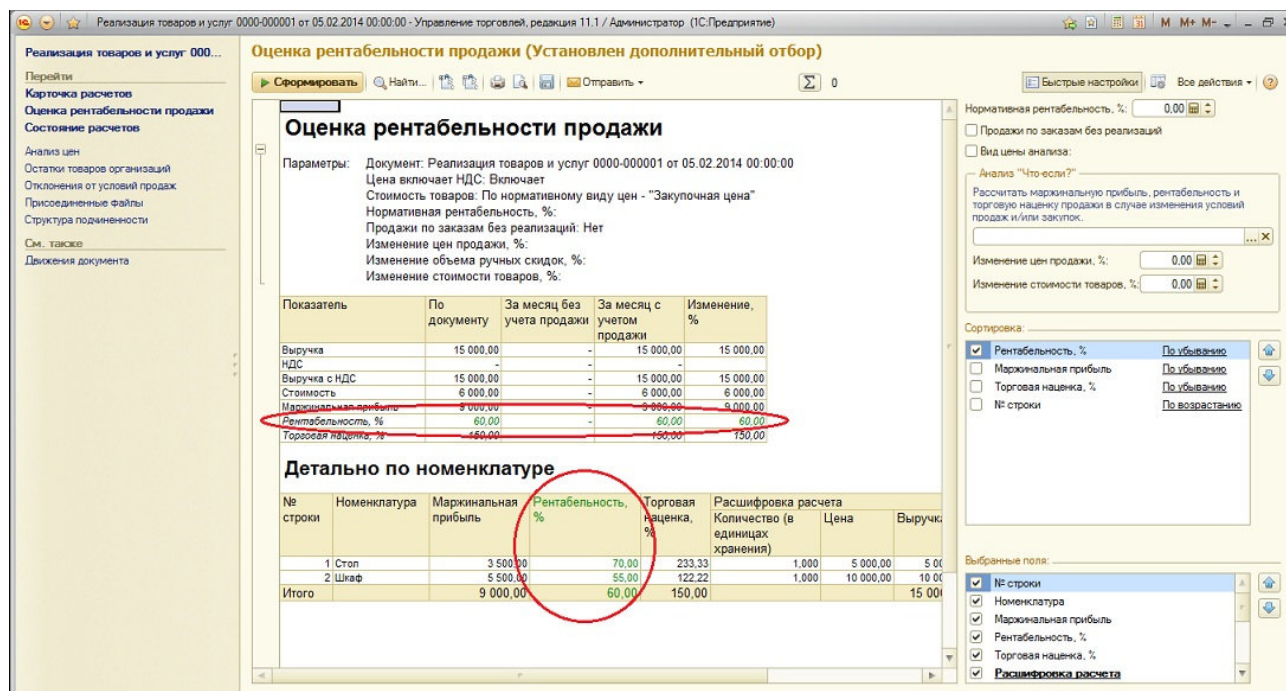 Реализация товаров и услуг 0000-000001 от 05.02.2014 00:00:00 - Управление торговлей, редакция 11.1 / Администратор (1С:Предприятие)
M M+ M-
Реализация товаров и услуг 000...
Перейти
Карточка расчетов
Оценка рентабельности продажи
Состояние расчетов
Анализ цен
Остатки товаров организаций
Отклонения от условий продаж
Присоединенные файлы
Структура подчиненности
См. также
Движения документа
Оценка рентабельности продажи (Установлен дополнительный отбор)
Сформировать Найти... Отправить Σ 0 Быстрые настройки Все действия
Оценка рентабельности продажи
Параметры: Документ: Реализация товаров и услуг 0000-000001 от 05.02.2014 00:00:00
Цена включает НДС: Включает
Стоимость товаров: По нормативному виду цен - "Закупочная цена"
Нормативная рентабельность, %:
Продажи по заказам без реализаций: Нет
Изменение цен продажи, %:
Изменение объема ручных скидок, %:
Изменение стоимости товаров, %:
Показатель По документу За месяц без учета продажи За месяц с учетом продажи Изменение, %
Выручка 15 000,00 - 15 000,00 15 000,00
НДС - - -
Выручка с НДС 15 000,00 - 15 000,00 15 000,00
Стоимость 6 000,00 - 6 000,00 6 000,00
Маржинальная прибыль 9 000,00 - 9 000,00 9 000,00
Рентабельность, % 60,00 - 60,00 60,00
Торговая наценка, % 150,00 150,00 150,00
Детально по номенклатуре
№ строки Номенклатура Маржинальная прибыль Рентабельность, % Торговая наценка, % Расшифровка расчета
Количество (в единицах хранения) Цена Выручка
1 Стол 3 500,00 70,00 233,33 1,000 5 000,00 5 00
2 Шкаф 5 500,00 55,00 122,22 1,000 10 000,00 10 00
Итого 9 000,00 60,00 150,00 15 000
Нормативная рентабельность, %: 0,00
Продажи по заказам без реализаций
Вид цены анализа:
Анализ "Что-если?"
Рассчитать маржинальную прибыль, рентабельность и
торговую наценку продажи в случае изменения условий
продаж и/или закупок.
... ×
Изменение цен продажи, %: 0,00
Изменение стоимости товаров, %: 0,00
Сортировка:
Рентабельность, % По убыванию
Маржинальная прибыль По убыванию
Торговая наценка, % По убыванию
№ строки По возрастанию
Выбранные поля:
№ строки
Номенклатура
Маржинальная прибыль
Рентабельность, %
Торговая наценка, %
Расшифровка расчета